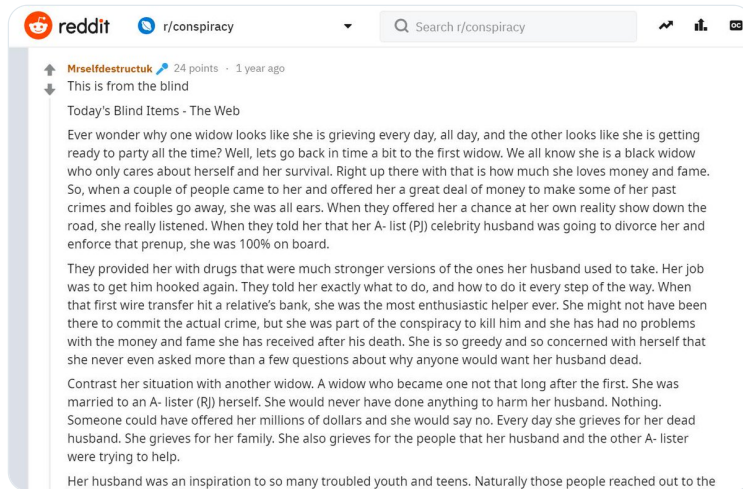 reddit r/conspiracy Search r/conspiracy OC
Mrselfdestructuk 24 points · 1 year ago
This is from the blind
Today's Blind Items - The Web
Ever wonder why one widow looks like she is grieving every day, all day, and the other looks like she is getting
ready to party all the time? Well, lets go back in time a bit to the first widow. We all know she is a black widow
who only cares about herself and her survival. Right up there with that is how much she loves money and fame.
So, when a couple of people came to her and offered her a great deal of money to make some of her past
crimes and foibles go away, she was all ears. When they offered her a chance at her own reality show down the
road, she really listened. When they told her that her A- list (PJ) celebrity husband was going to divorce her and
enforce that prenup, she was 100% on board.
They provided her with drugs that were much stronger versions of the ones her husband used to take. Her job
was to get him hooked again. They told her exactly what to do, and how to do it every step of the way. When
that first wire transfer hit a relative's bank, she was the most enthusiastic helper ever. She might not have been
there to commit the actual crime, but she was part of the conspiracy to kill him and she has had no problems
with the money and fame she has received after his death. She is so greedy and so concerned with herself that
she never even asked more than a few questions about why anyone would want her husband dead.
Contrast her situation with another widow. A widow who became one not that long after the first. She was
married to an A- lister (RJ) herself. She would never have done anything to harm her husband. Nothing.
Someone could have offered her millions of dollars and she would say no. Every day she grieves for her dead
husband. She grieves for her family. She also grieves for the people that her husband and the other A- lister
were trying to help.
Her husband was an inspiration to so many troubled youth and teens. Naturally those people reached out to the